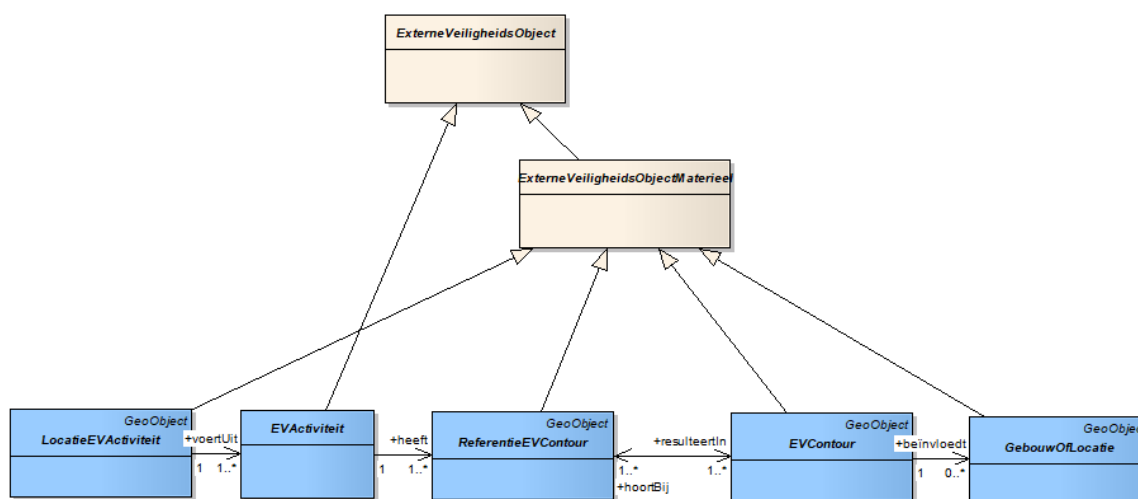 ExterneVeiligheidsObject
ExterneVeiligheidsObjectMaterieel
GeoObject
LocatieEVActiviteit
+voertUit
1 1..*
EVActiviteit
+heeft
1 1..*
GeoObject
ReferentieEVContour
+resulteertIn
1..* 1..*
+hoortBij
GeoObject
EVContour
+beïnvloedt
1 0..*
GeoObject
GebouwOfLocatie